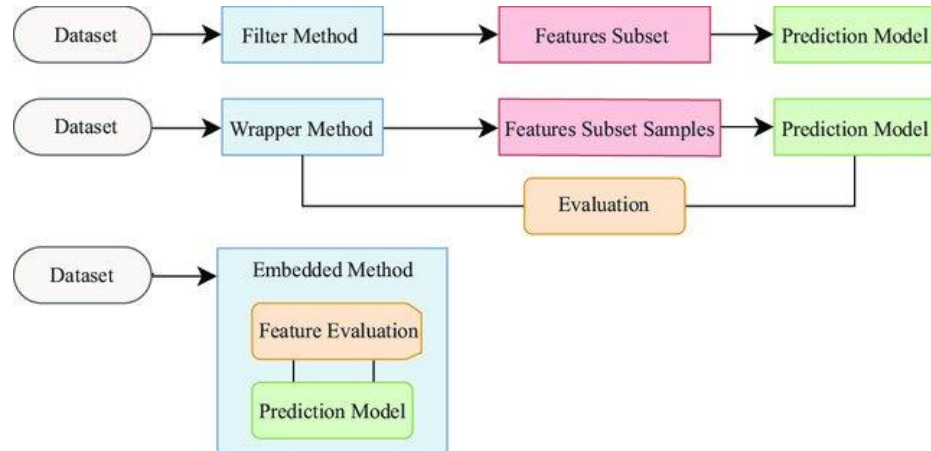 Dataset
Filter Method
Features Subset
Prediction Model
Dataset
Wrapper Method
Features Subset Samples
Prediction Model
Evaluation
Dataset
Embedded Method
Feature Evaluation
Prediction Model